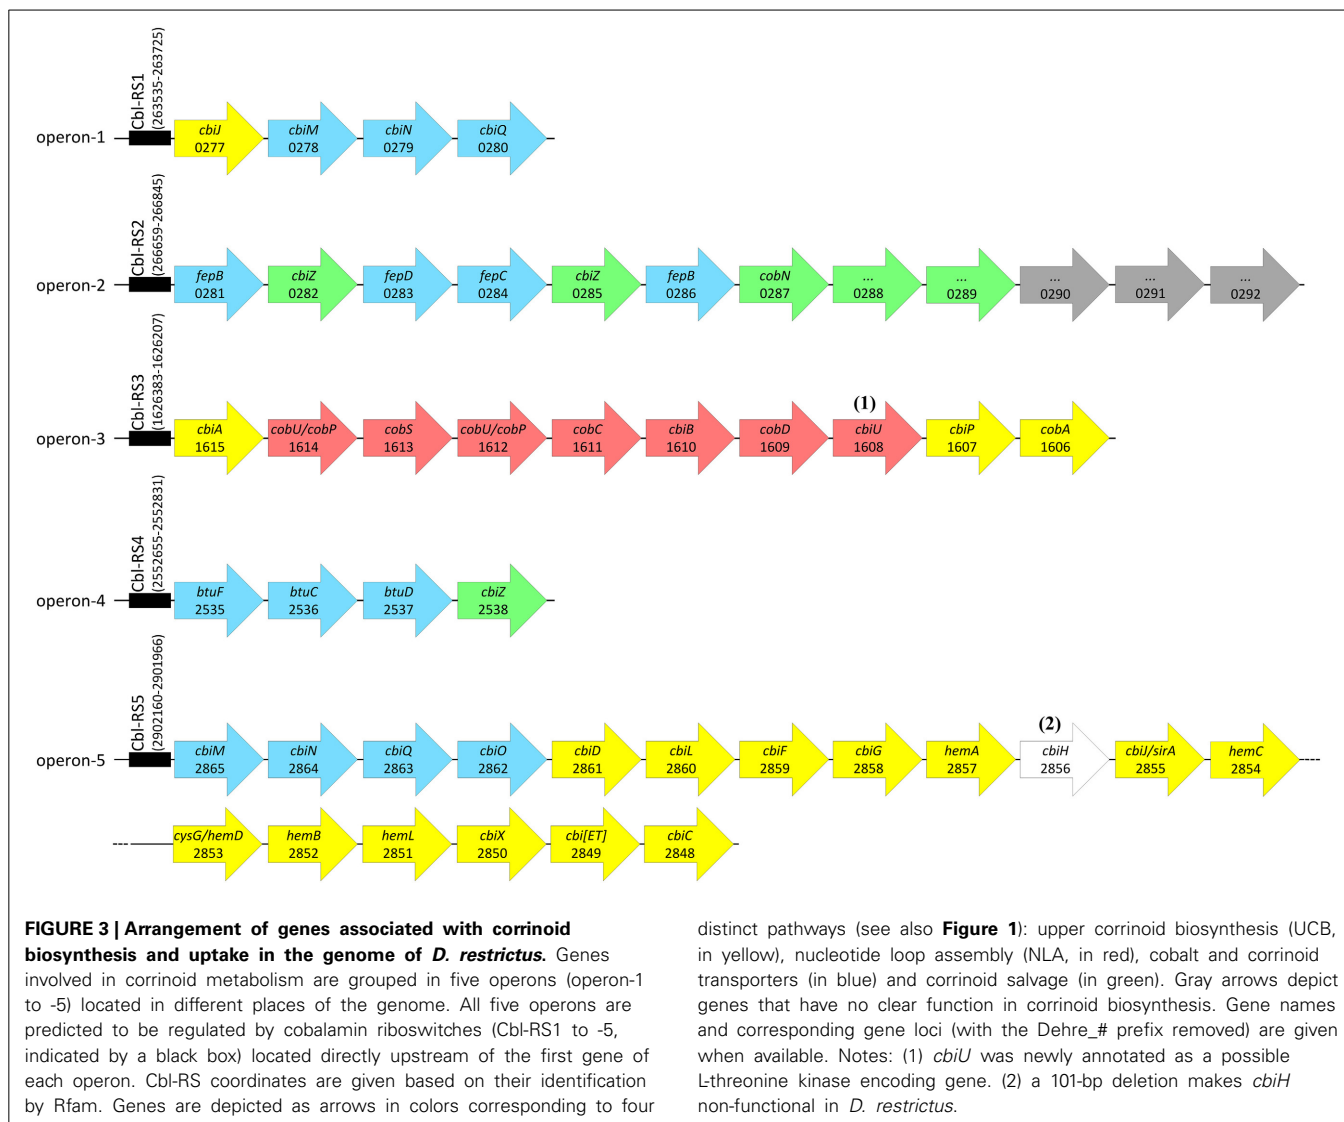 Cbl-RS1
(263535-263725)
operon-1
cbiJ
0277
cbiM
0278
cbiN
0279
cbiQ
0280
Cbl-RS2
(266659-266845)
operon-2
fepB
0281
cbiZ
0282
fepD
0283
fepC
0284
cbiZ
0285
fepB
0286
cobN
0287
...
0288
...
0289
...
0290
...
0291
...
0292
Cbl-RS3
(1626383-1626207)
operon-3
cbiA
1615
cobU/cobP
1614
cobS
1613
cobU/cobP
1612
cobC
1611
cbiB
1610
cobD
1609
(1)
cbiU
1608
cbiP
1607
cobA
1606
Cbl-RS4
(2552655-2552831)
operon-4
btuF
2535
btuC
2536
btuD
2537
cbiZ
2538
Cbl-RS5
(2902160-2901966)
operon-5
cbiM
2865
cbiN
2864
cbiQ
2863
cbiO
2862
cbiD
2861
cbiL
2860
cbiF
2859
cbiG
2858
hemA
2857
(2)
cbiH
2856
cbiJ/sirA
2855
hemC
2854
cysG/hemD
2853
hemB
2852
hemL
2851
cbiX
2850
cbi[ET]
2849
cbiC
2848
FIGURE 3 | Arrangement of genes associated with corrinoid
biosynthesis and uptake in the genome of D. restrictus. Genes
involved in corrinoid metabolism are grouped in five operons (operon-1
to -5) located in different places of the genome. All five operons are
predicted to be regulated by cobalamin riboswitches (Cbl-RS1 to -5,
indicated by a black box) located directly upstream of the first gene of
each operon. Cbl-RS coordinates are given based on their identification
by Rfam. Genes are depicted as arrows in colors corresponding to four
distinct pathways (see also Figure 1): upper corrinoid biosynthesis (UCB,
in yellow), nucleotide loop assembly (NLA, in red), cobalt and corrinoid
transporters (in blue) and corrinoid salvage (in green). Gray arrows depict
genes that have no clear function in corrinoid biosynthesis. Gene names
and corresponding gene loci (with the Dehre_# prefix removed) are given
when available. Notes: (1) cbiU was newly annotated as a possible
L-threonine kinase encoding gene. (2) a 101-bp deletion makes cbiH
non-functional in D. restrictus.